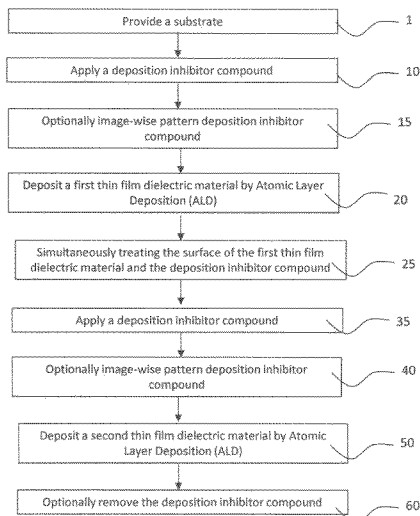 Provide a substrate
1
Apply a deposition inhibitor compound
10
Optionally image-wise pattern deposition inhibitor
compound
15
Deposit a first thin film dielectric material by Atomic Layer
Deposition (ALD)
20
Simultaneously treating the surface of the first thin film
dielectric material and the deposition inhibitor compound
25
Apply a deposition inhibitor compound
35
Optionally image-wise pattern deposition inhibitor
compound
40
Deposit a second thin film dielectric material by Atomic
Layer Deposition (ALD)
50
Optionally remove the deposition inhibitor compound
60